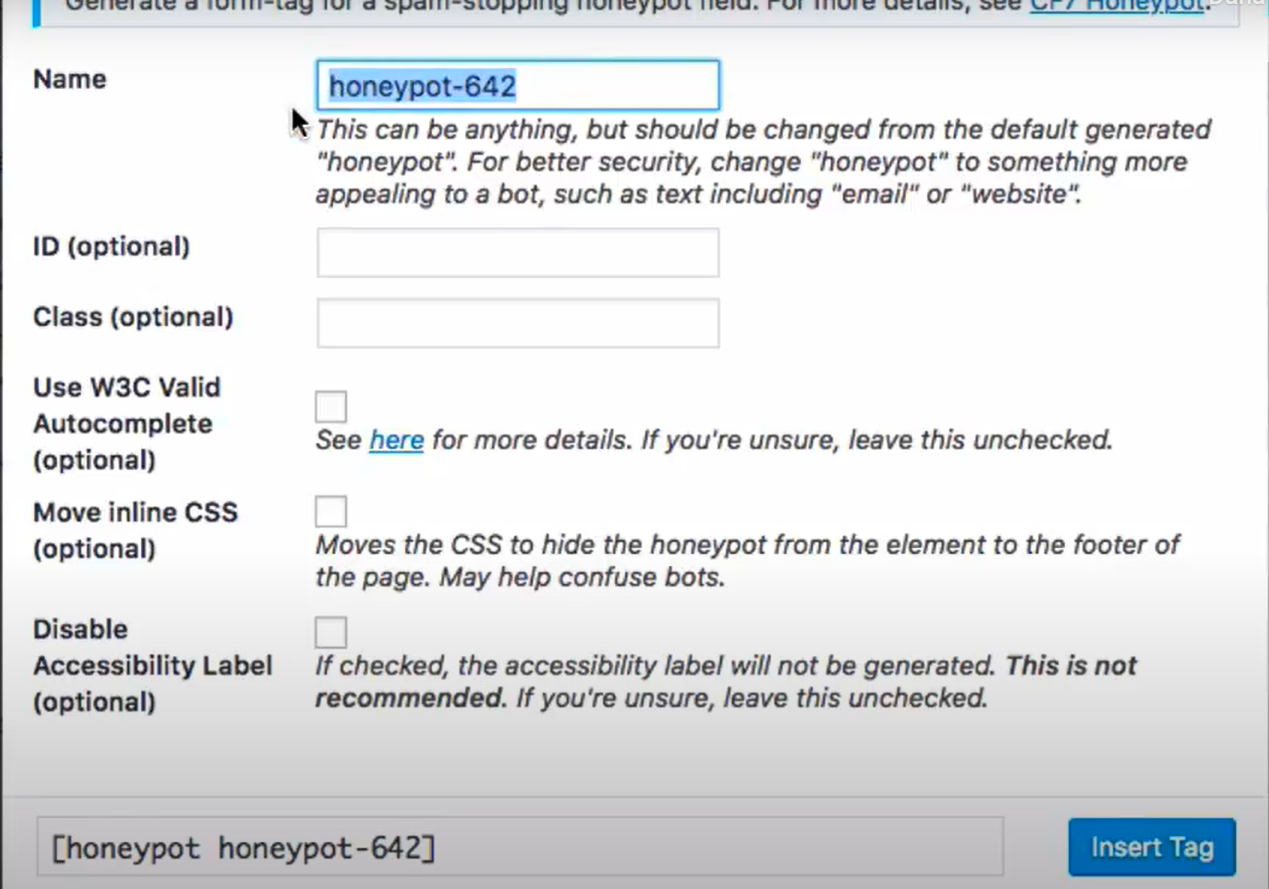 Generate a form-tag for a spam-stopping honeypot field. For more details, see CF7 Honeypot.
Name
honeypot-642
This can be anything, but should be changed from the default generated
"honeypot". For better security, change "honeypot" to something more
appealing to a bot, such as text including "email" or "website".
ID (optional)
Class (optional)
Use W3C Valid
Autocomplete
(optional)
See here for more details. If you're unsure, leave this unchecked.
Move inline CSS
(optional)
Moves the CSS to hide the honeypot from the element to the footer of
the page. May help confuse bots.
Disable
Accessibility Label
(optional)
If checked, the accessibility label will not be generated. This is not
recommended. If you're unsure, leave this unchecked.
[honeypot honeypot-642]
Insert Tag